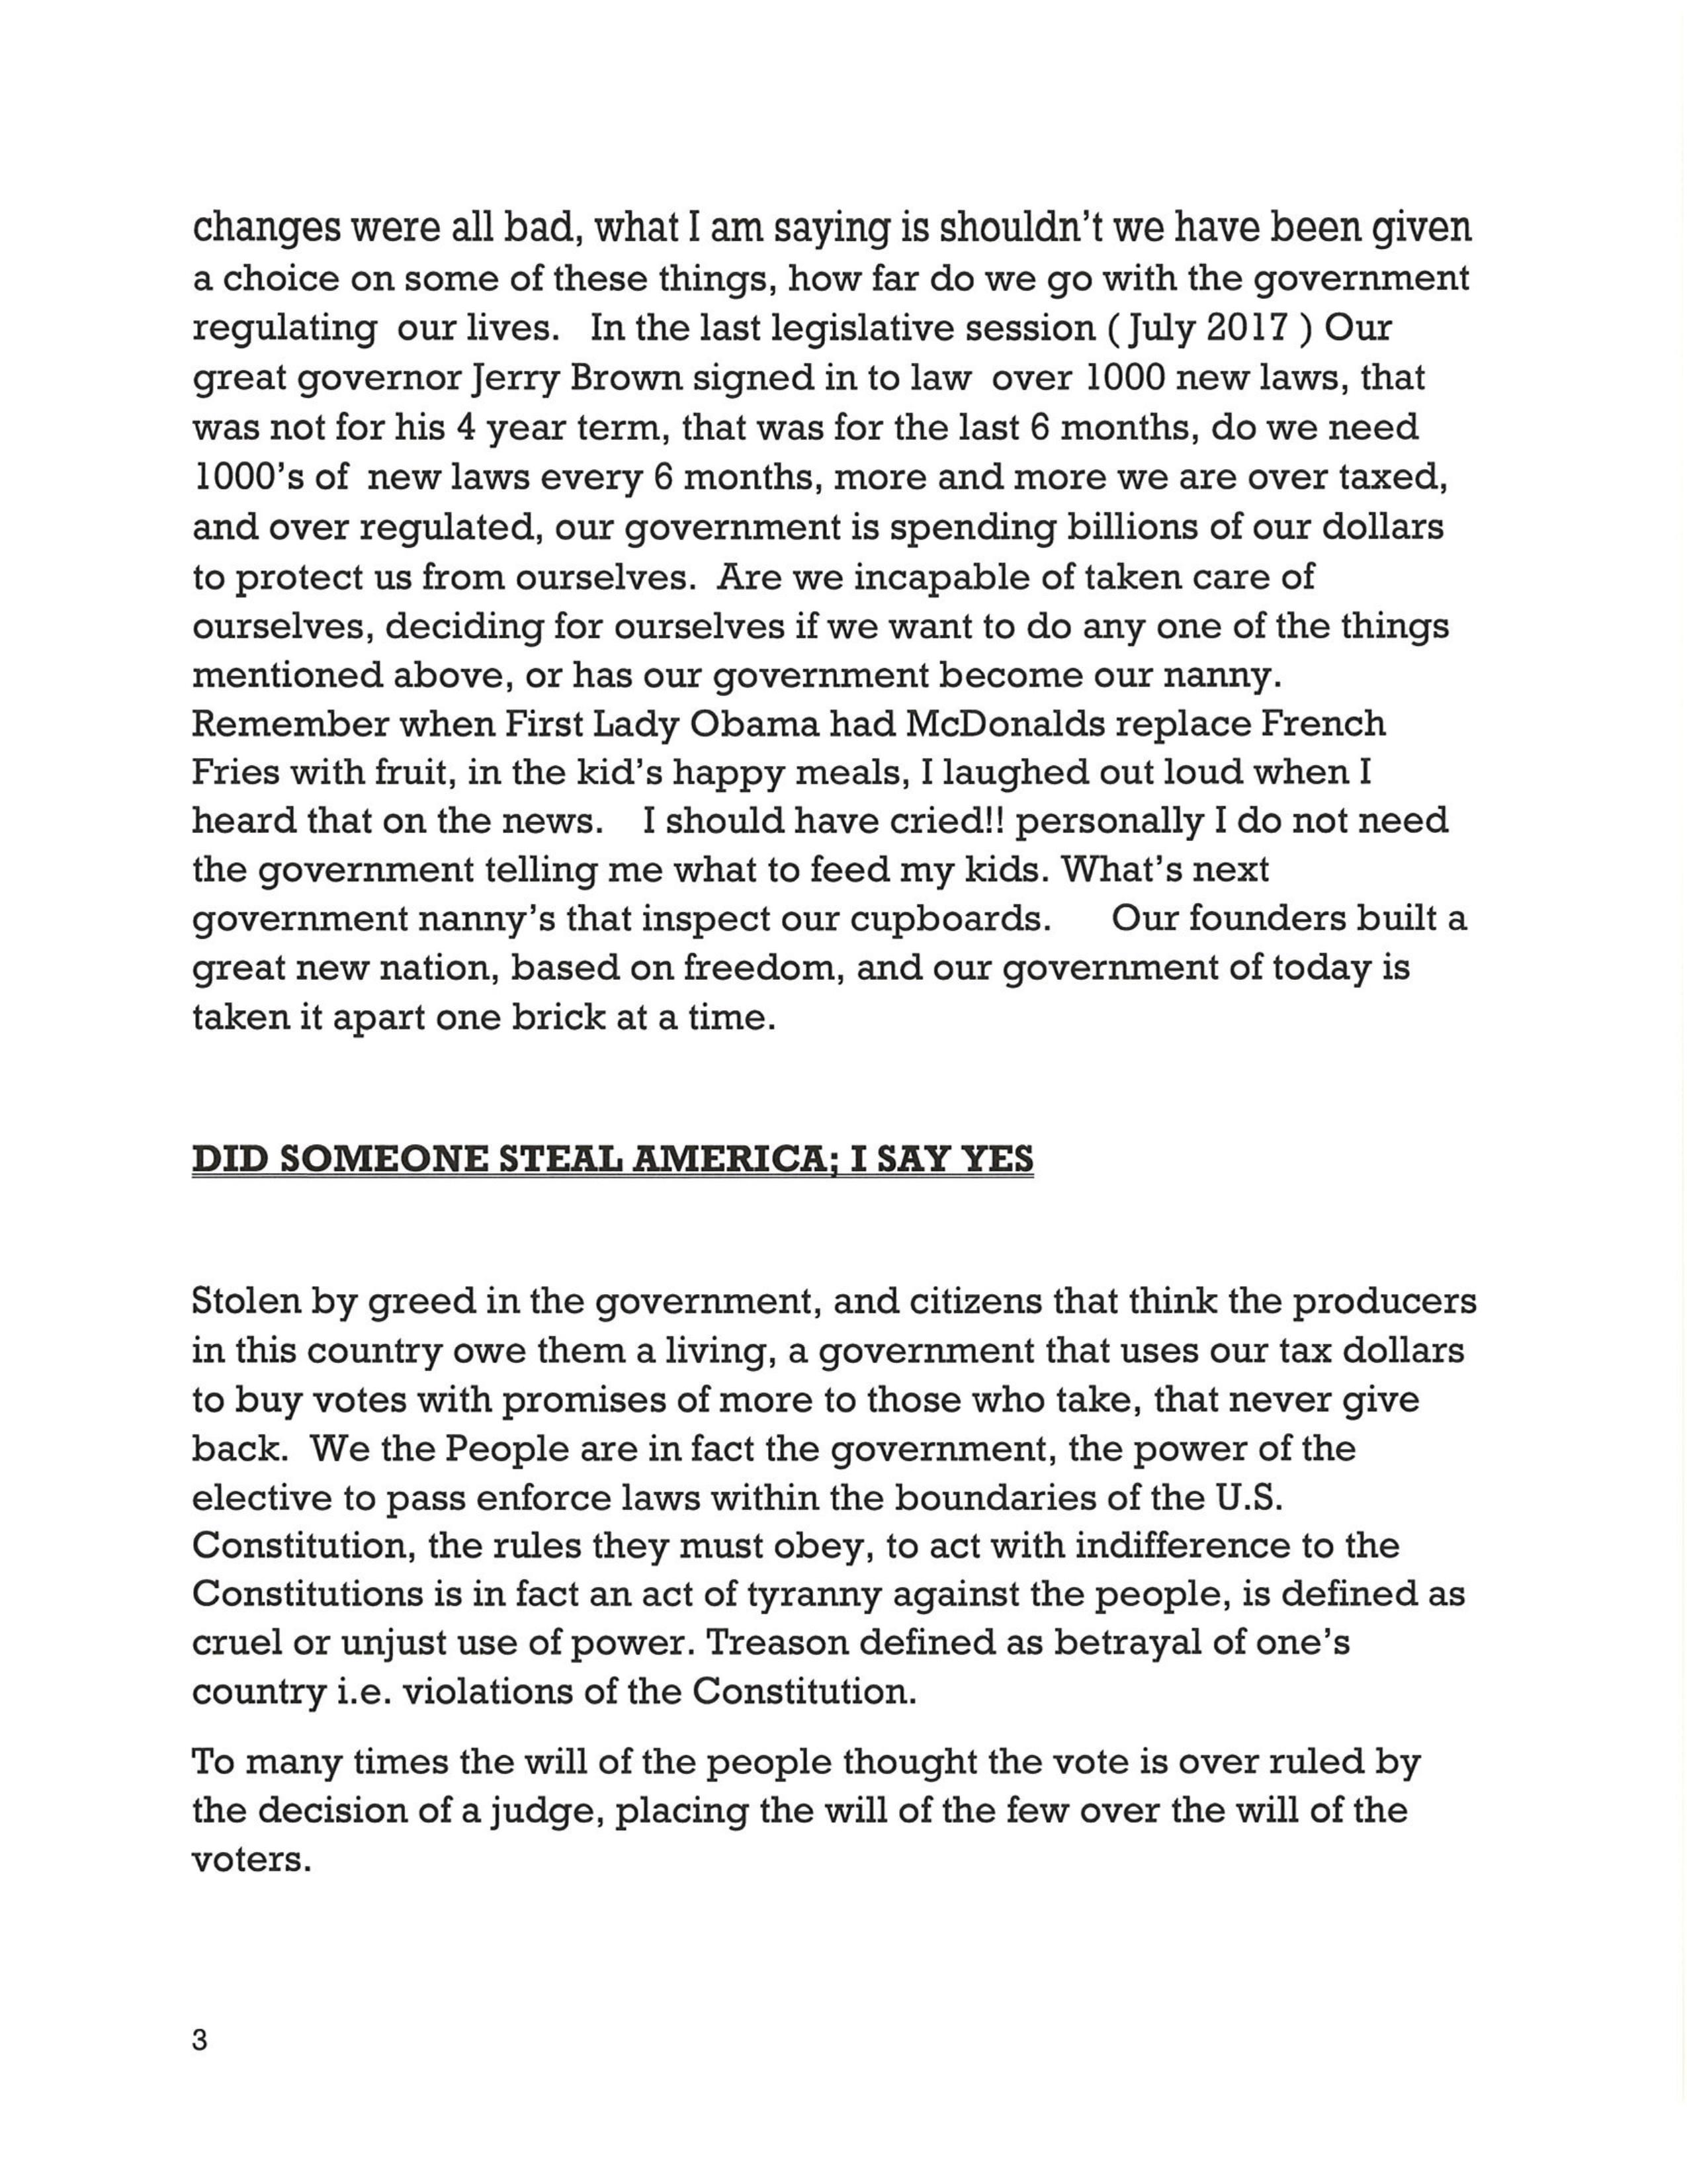 changes were all bad, what I am saying is shouldn't we have been given
a choice on some of these things, how far do we go with the government
regulating our lives. In the last legislative session ( July 2017 ) Our
great governor Jerry Brown signed in to law over 1000 new laws, that
was not for his 4 year term, that was for the last 6 months, do we need
1000's of new laws every 6 months, more and more we are over taxed,
and over regulated, our government is spending billions of our dollars
to protect us from ourselves. Are we incapable of taken care of
ourselves, deciding for ourselves if we want to do any one of the things
mentioned above, or has our government become our nanny.
Remember when First Lady Obama had McDonalds replace French
Fries with fruit, in the kid's happy meals, I laughed out loud when I
heard that on the news. I should have cried!! personally I do not need
the government telling me what to feed my kids. What's next
government nanny's that inspect our cupboards. Our founders built a
great new nation, based on freedom, and our government of today is
taken it apart one brick at a time.
DID SOMEONE STEAL AMERICA; I SAY YES
Stolen by greed in the government, and citizens that think the producers
in this country owe them a living, a government that uses our tax dollars
to buy votes with promises of more to those who take, that never give
back. We the People are in fact the government, the power of the
elective to pass enforce laws within the boundaries of the U.S.
Constitution, the rules they must obey, to act with indifference to the
Constitutions is in fact an act of tyranny against the people, is defined as
cruel or unjust use of power. Treason defined as betrayal of one's
country i.e. violations of the Constitution.
To many times the will of the people thought the vote is over ruled by
the decision of a judge, placing the will of the few over the will of the
voters.
3